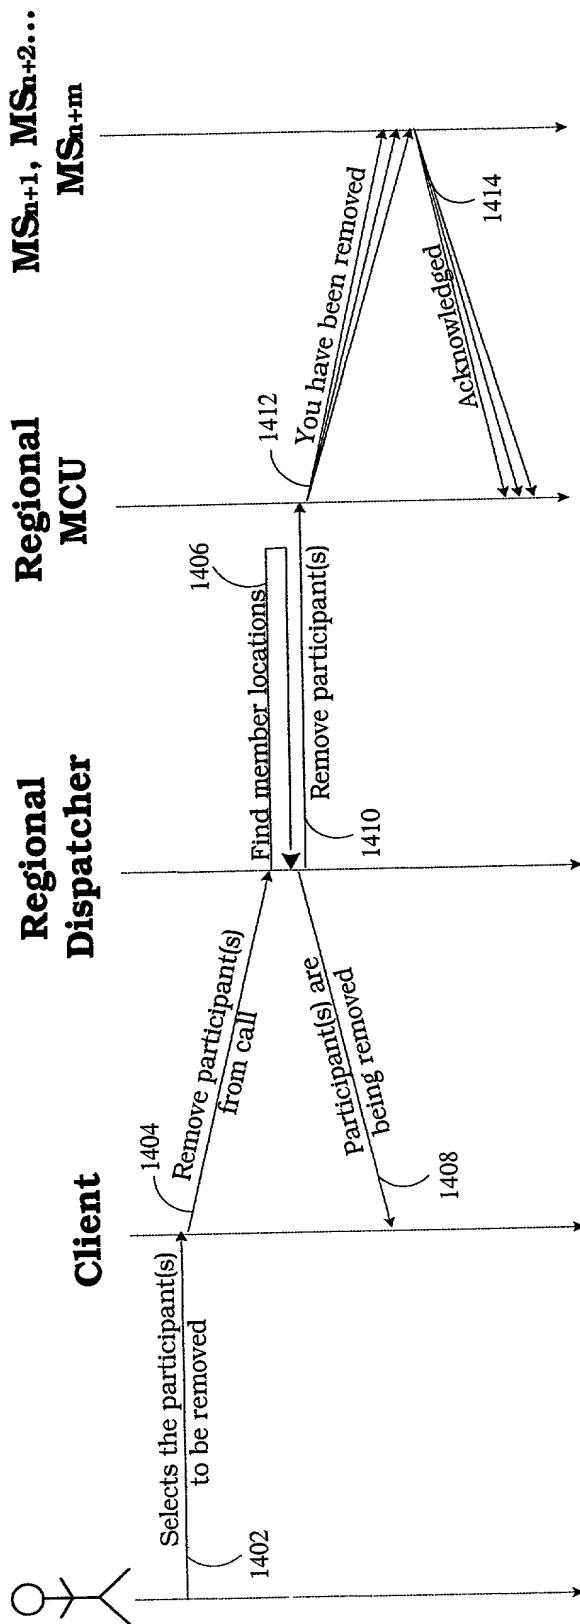 Client
Regional
Dispatcher
Regional
MCU
MSn+1, MSn+2...
MSn+m
Selects the participant(s)
to be removed
1402
1404
Remove participant(s)
from call
Find member locations
1406
Participant(s) are
being removed
1408
Remove participant(s)
1410
1412
You have been removed
Acknowledged
1414